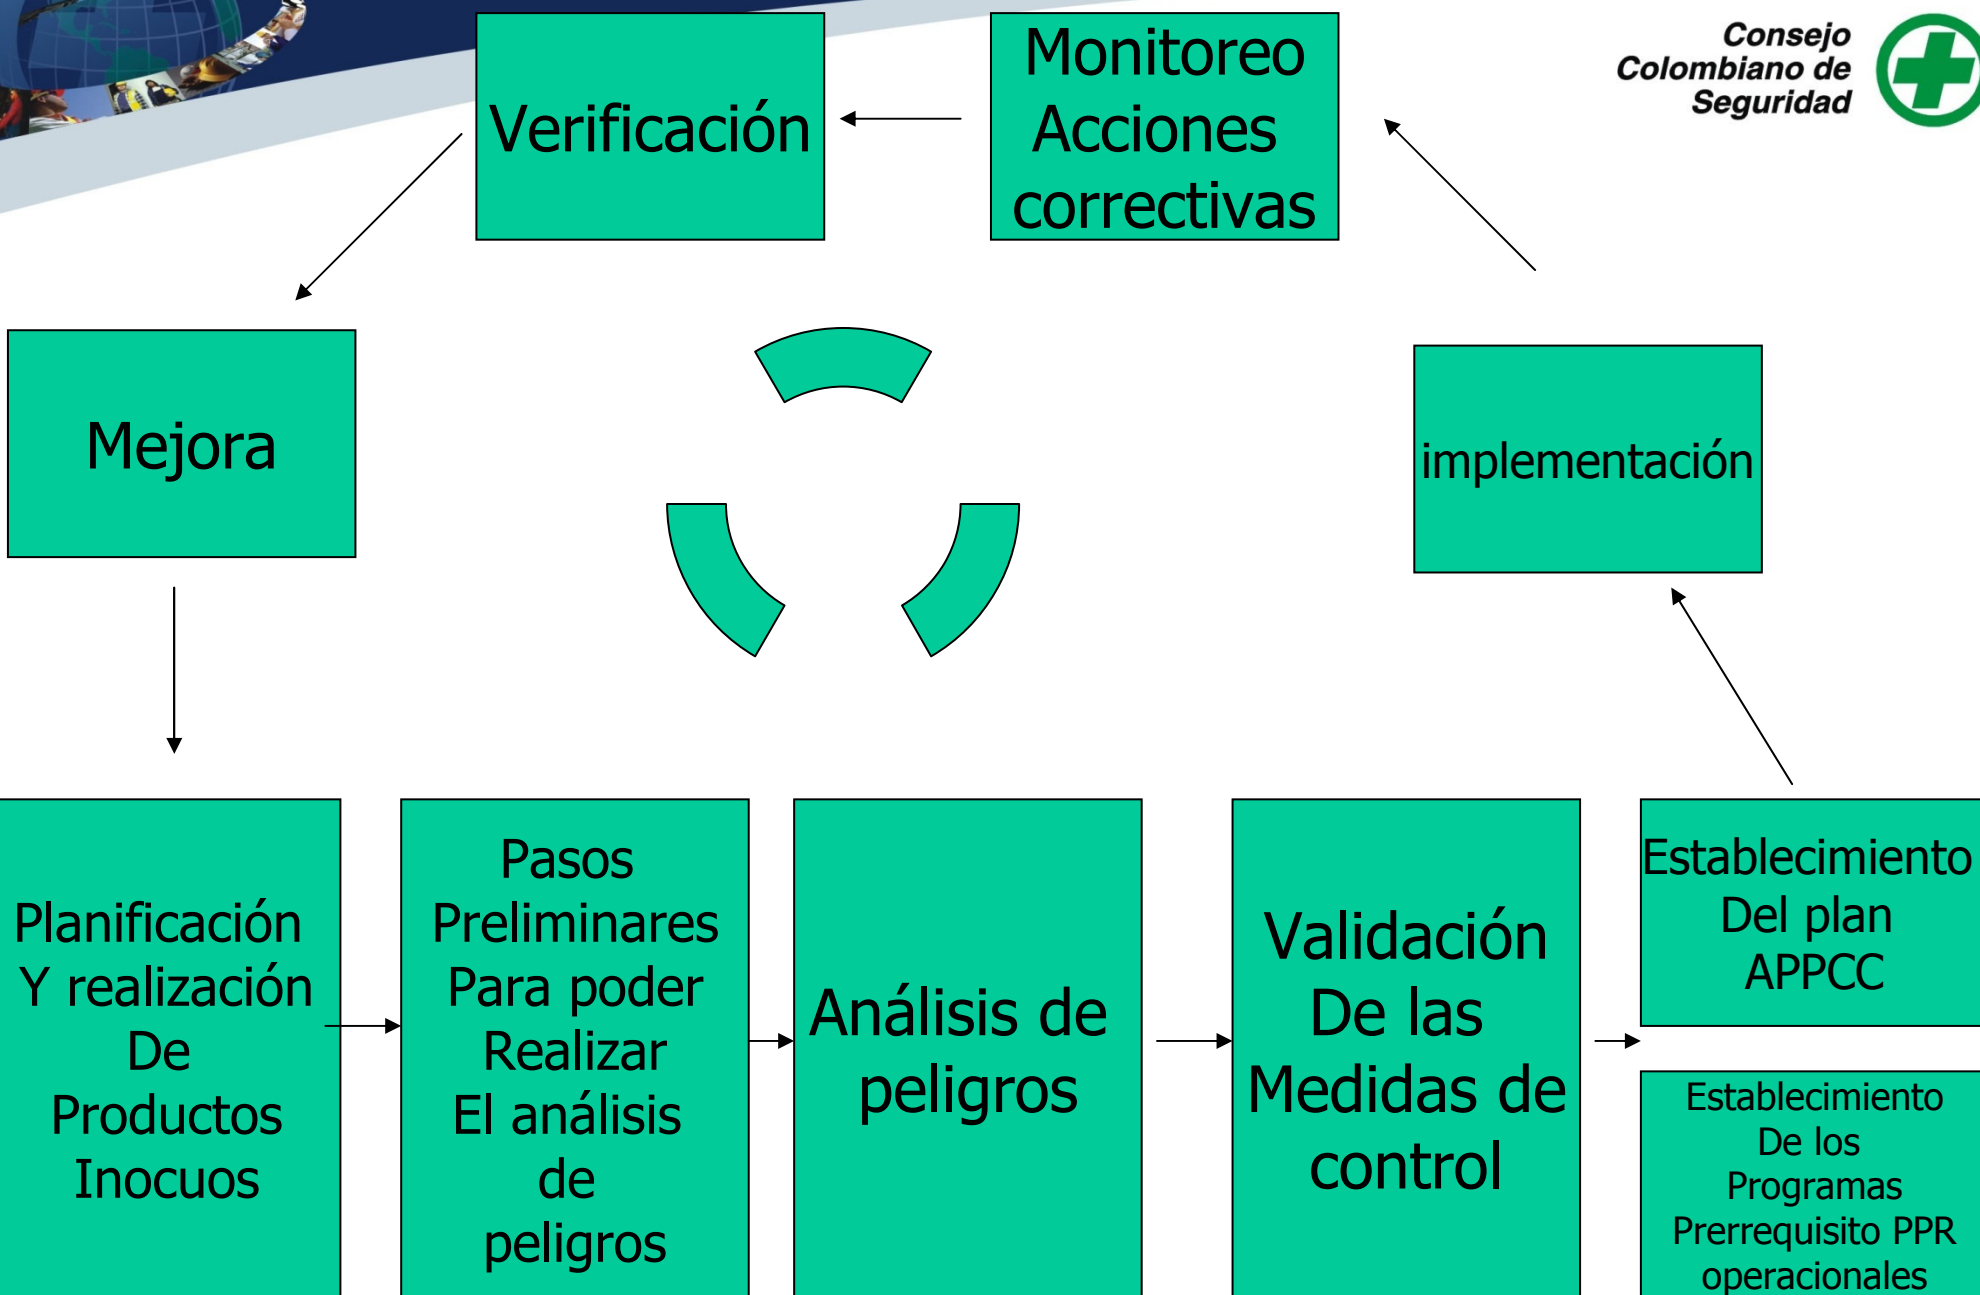 Consejo
Colombiano de
Seguridad
Verificación
Monitoreo
Acciones
correctivas
Mejora
implementación
Planificación
Y realización
De
Productos
Inocuos
Pasos
Preliminares
Para poder
Realizar
El análisis
de
peligros
Análisis de
peligros
Validación
De las
Medidas de
control
Establecimiento
Del plan
APPCC
Establecimiento
De los
Programas
Prerrequisito PPR
operacionales